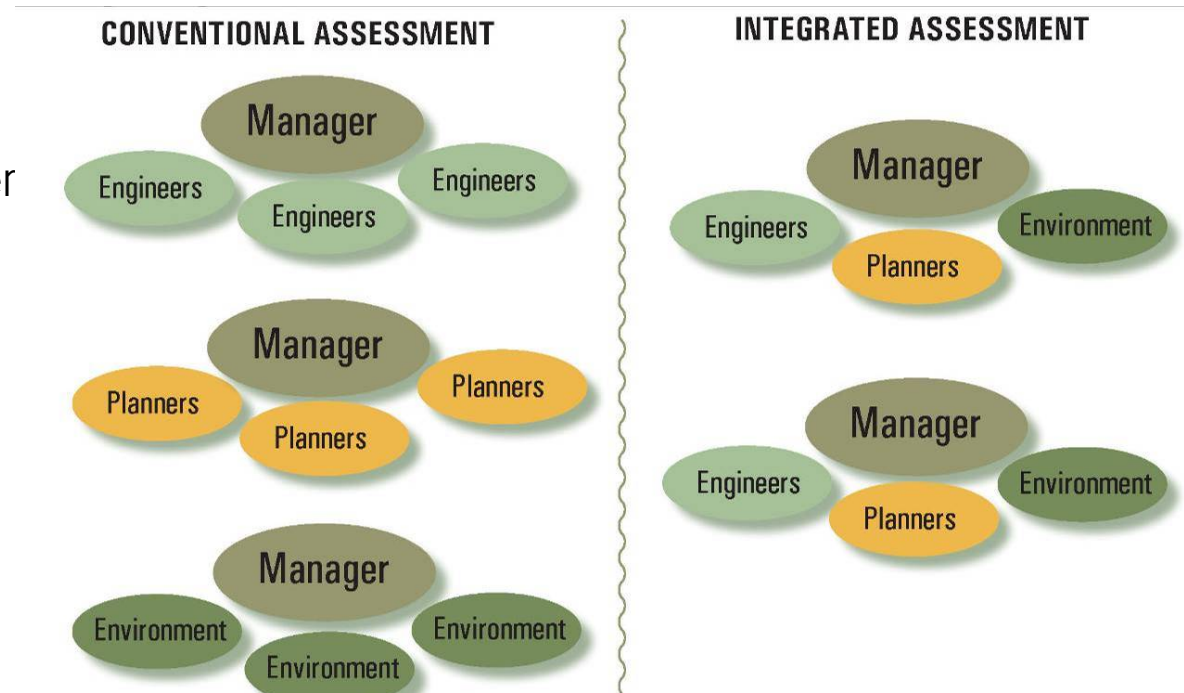 CONVENTIONAL ASSESSMENT
Manager
Engineers
Engineers
Engineers
Manager
Planners
Planners
Planners
Manager
Environment
Environment
Environment
INTEGRATED ASSESSMENT
Manager
Engineers
Planners
Environment
Manager
Engineers
Planners
Environment